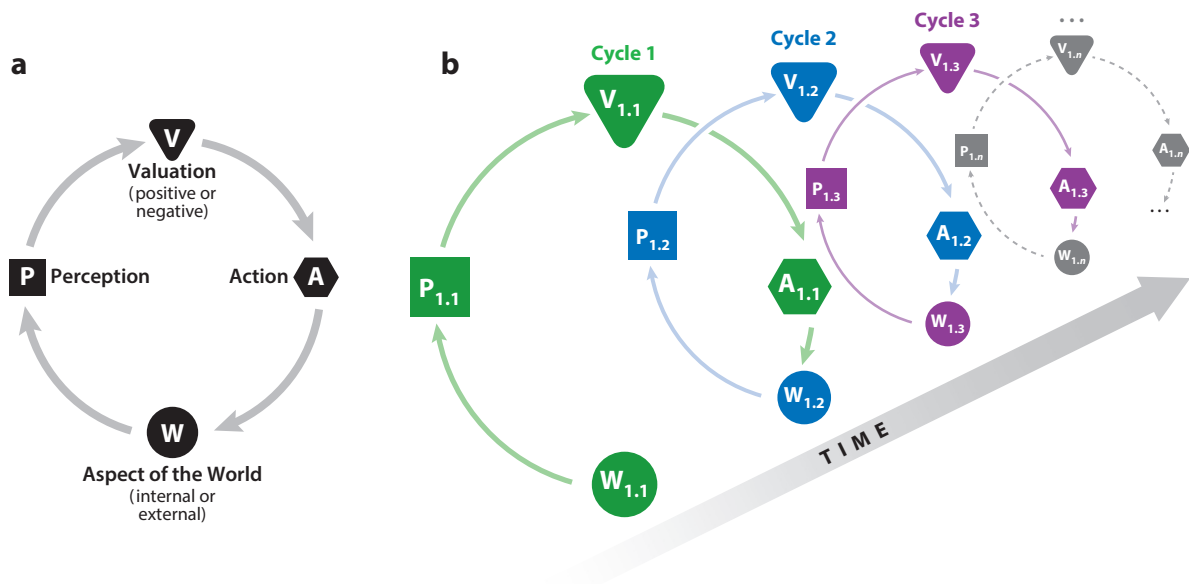 a
V
Valuation
(positive or
negative)
P Perception
Action A
W
Aspect of the World
(internal or
external)
b
Cycle 1
V1.1
P1.1
A1.1
W1.1
Cycle 2
V1.2
P1.2
A1.2
W1.2
Cycle 3
V1.3
P1.3
A1.3
W1.3
...
V1.n
P1.n
A1.n
...
W1.n
TIME